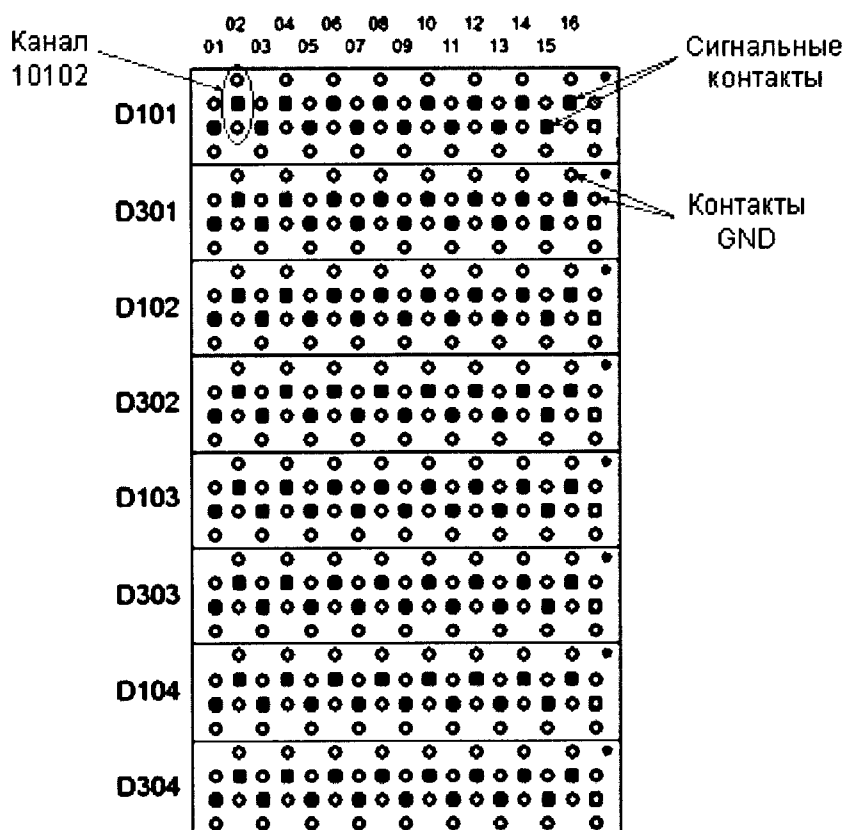 02 04 06 08 10 12 14 16
01 03 05 07 09 11 13 15
Канал
10102
Сигнальные
контакты
D101
D301
Контакты
GND
D102
D302
D103
D303
D104
D304